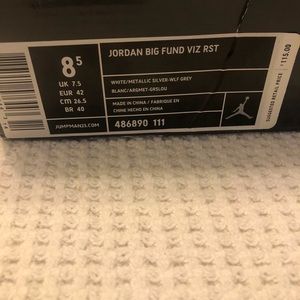 JORDAN BIG FUND VIZ RST
8.5
UK 7.5
EUR 42
CM 26.5
BR 40
WHITE/METALLIC SILVER-WLF GREY
BLANC/ARGMET-GRSLOU
MADE IN CHINA / FABRIQUE EN
CHINE HECHO EN CHINA
JUMPMAN23.COM
486890 111
SUGGESTED RETAIL PRICE
$115.00